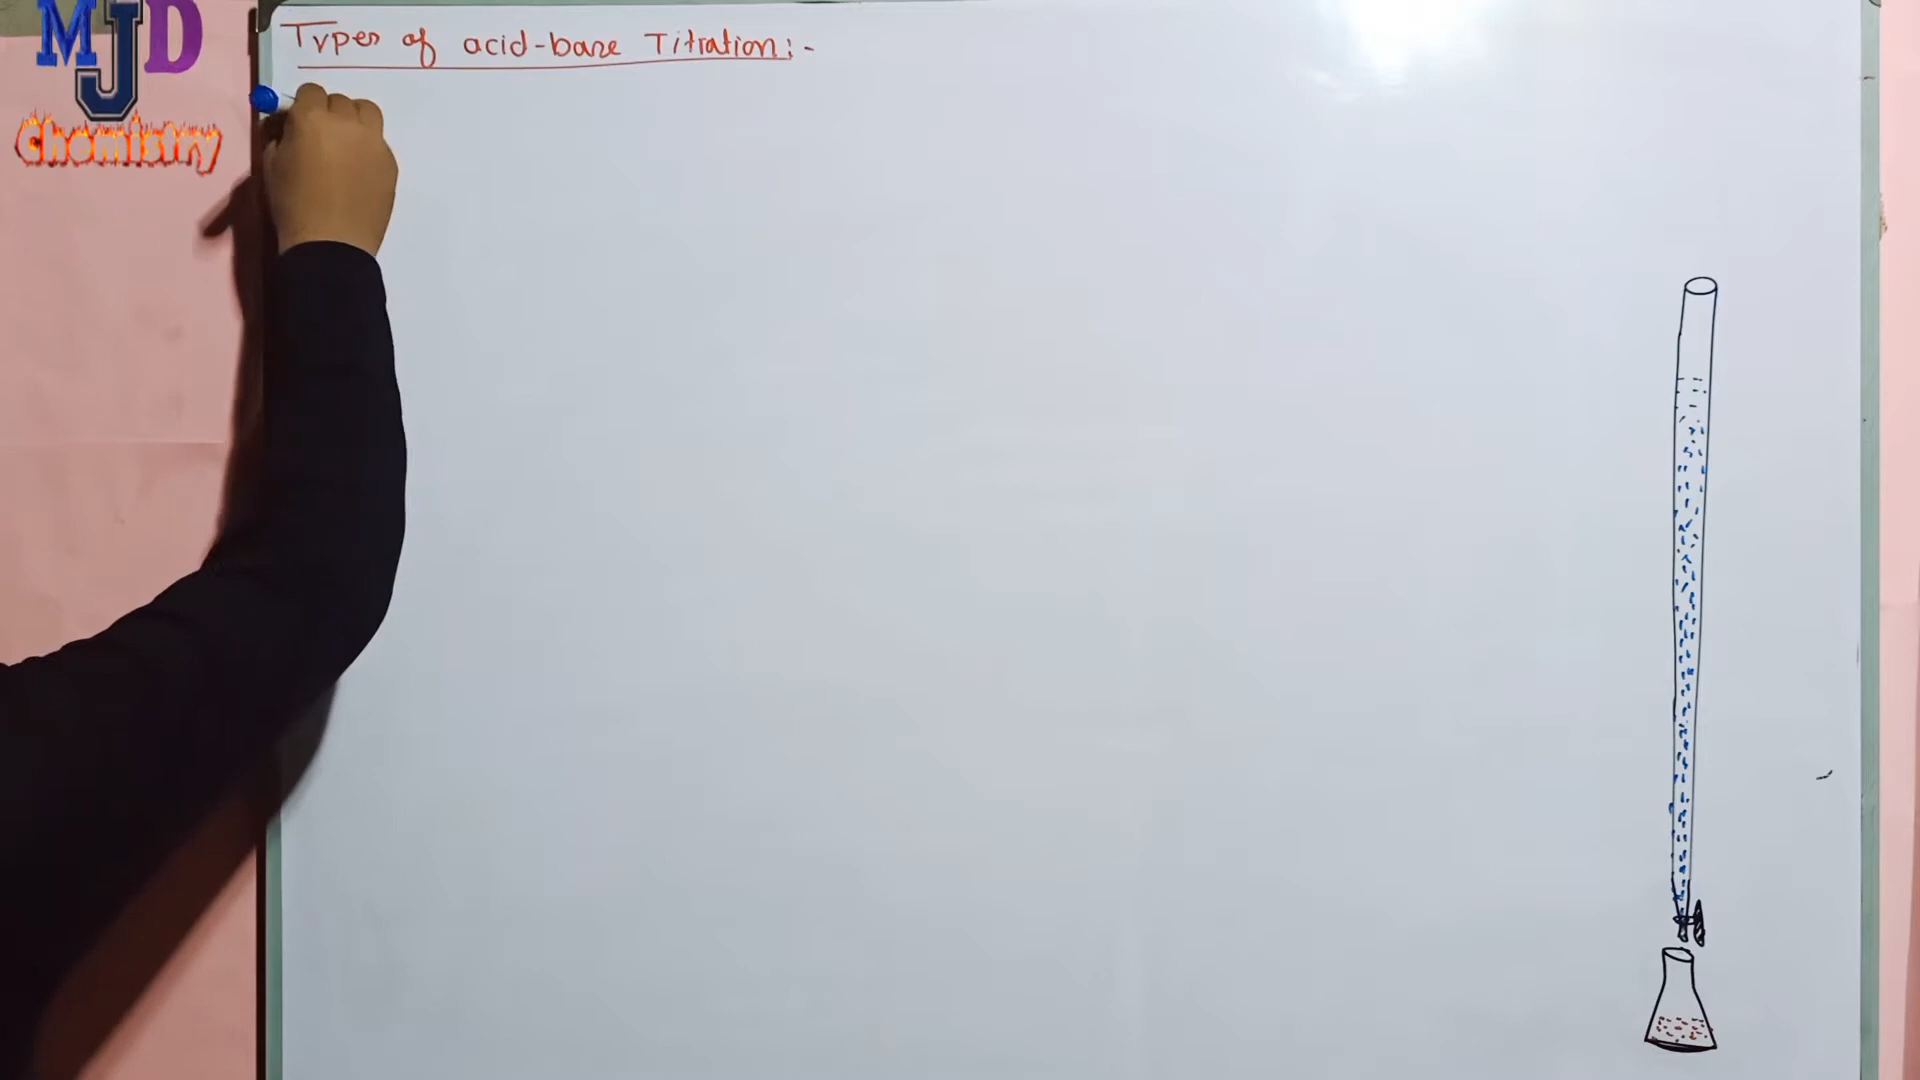 MJD
Chemistry
Types of acid-base Titration:-